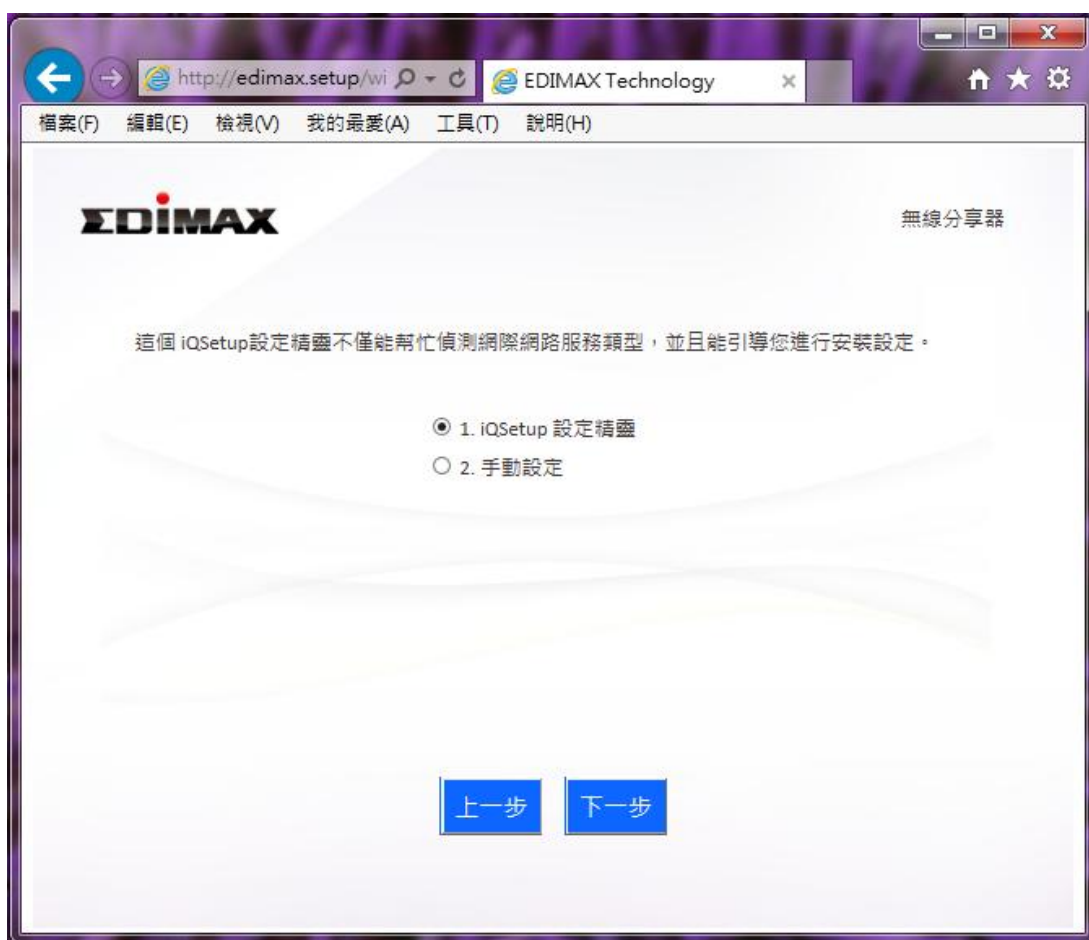 http://edimax.setup/wi
EDIMAX Technology
檔案(F) 編輯(E) 檢視(V) 我的最愛(A) 工具(T) 說明(H)
EDIMAX
無線分享器
這個 iQSetup設定精靈不僅能幫忙偵測網際網路服務類型，並且能引導您進行安裝設定。
1. iQSetup 設定精靈
2. 手動設定
上一步 下一步